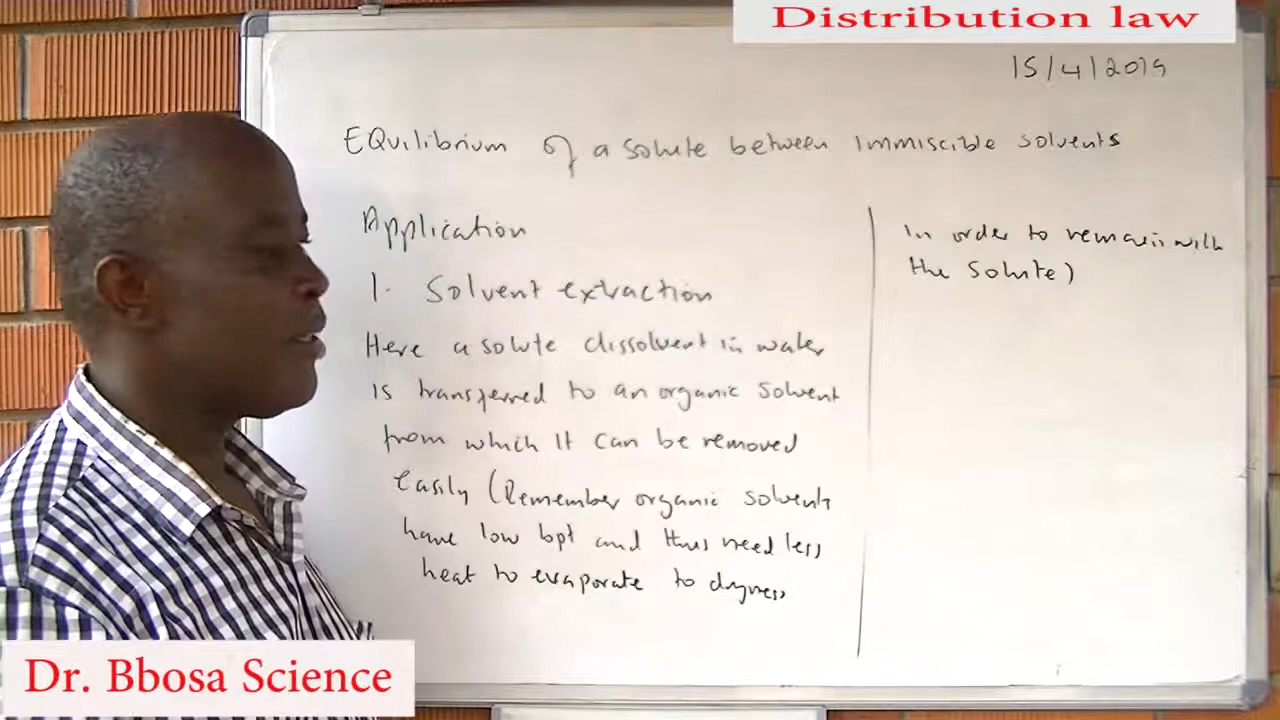 Distribution law
15/4/2019
Equilibrium of a solute between immiscible solvents
Application
1. Solvent extraction
Here a solute dissolvent in water
is transferred to an organic solvent
from which it can be removed
easily (Remember organic solvents
have low bpt and thus need less
heat to evaporate to dryness
in order to remain with
the solute)
Dr. Bbosa Science